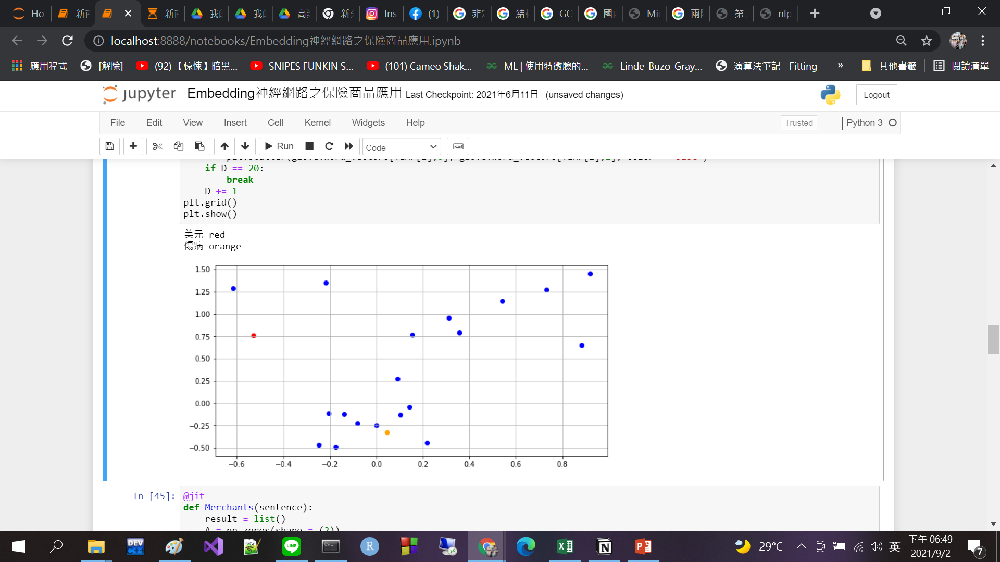 Ho 新 新 我的 我的 高 新 Ins (1) 非 結 GC 國 Mi 兩 第 nlp
localhost:8888/notebooks/Embedding神經網路之保險商品應用.ipynb
應用程式 [解除] (92) 【惊悚】暗黑... SNIPES FUNKIN S... (101) Cameo Shak... ML | 使用特徵臉的... Linde-Buzo-Gray... 演算法筆記 - Fitting » 其他書籤 閱讀清單
jupyter Embedding神經網路之保險商品應用 Last Checkpoint: 2021年6月11日 (unsaved changes) Logout
File Edit View Insert Cell Kernel Widgets Help Trusted Python 3
Run Code
if D == 20:
break
D += 1
plt.grid()
plt.show()
美元 red
傷病 orange
1.50
1.25
1.00
0.75
0.50
0.25
0.00
−0.25
−0.50
−0.6 −0.4 −0.2 0.0 0.2 0.4 0.6 0.8
In [45]: @jit
def Merchants(sentence):
result = list()
A = np.zeros(shape = (2))
DEV C++ LINE R N 29°C 英 下午 06:49
2021/9/2 7